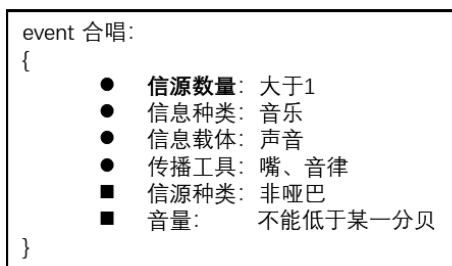 event 合唱：
{
● 信源数量：大于1
● 信息种类：音乐
● 信息载体：声音
● 传播工具：嘴、音律
■ 信源种类：非哑巴
■ 音量： 不能低于某一分贝
}